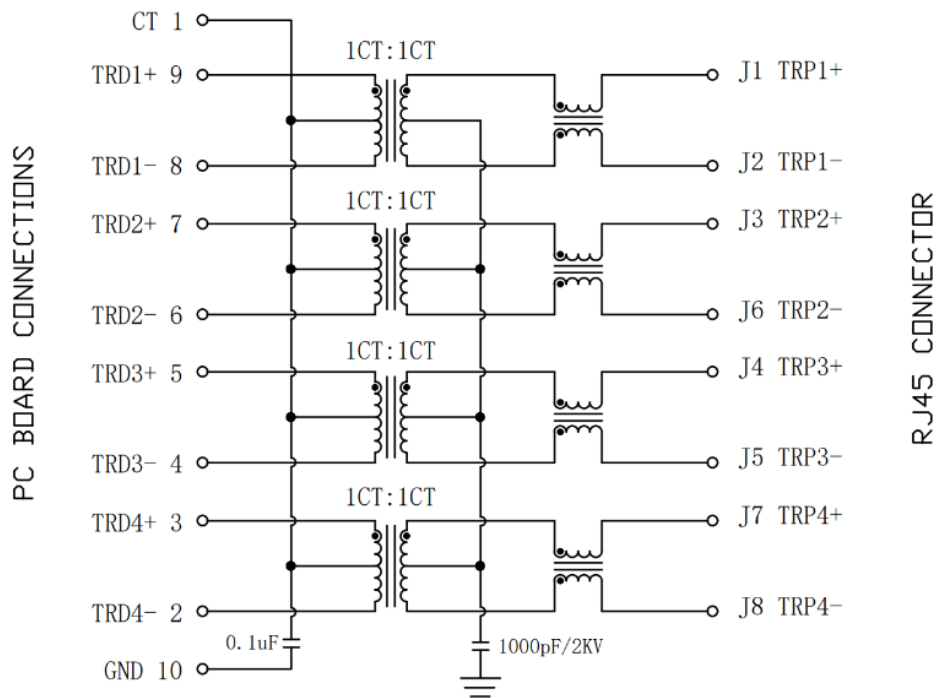 CT 1
1CT:1CT
TRD1+ 9
J1 TRP1+
TRD1- 8
J2 TRP1-
1CT:1CT
TRD2+ 7
J3 TRP2+
TRD2- 6
J6 TRP2-
1CT:1CT
TRD3+ 5
J4 TRP3+
TRD3- 4
J5 TRP3-
1CT:1CT
TRD4+ 3
J7 TRP4+
TRD4- 2
J8 TRP4-
0.1uF
1000pF/2KV
GND 10
PC BOARD CONNECTIONS
RJ45 CONNECTOR